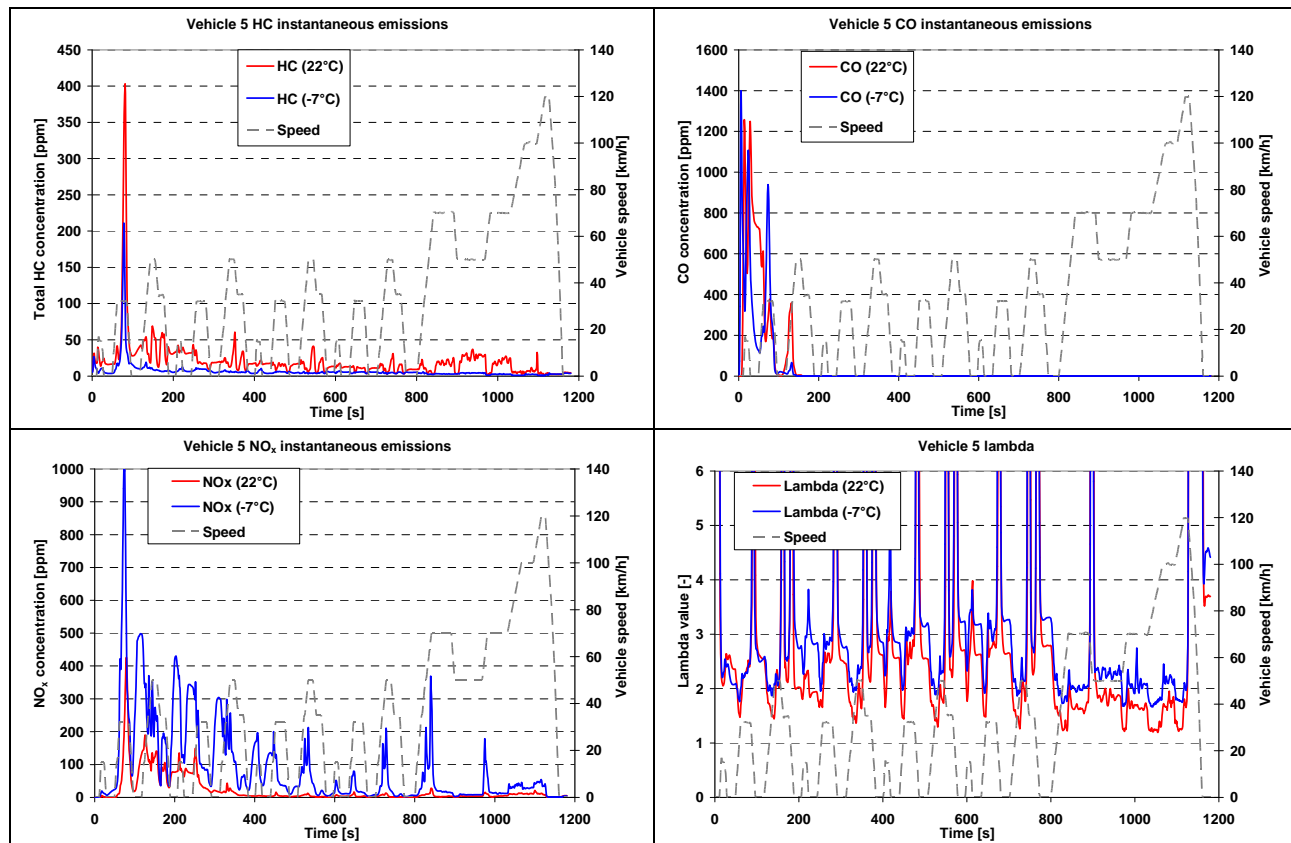 Vehicle 5 HC instantaneous emissions
450
400
350
300
250
200
150
100
50
0
Total HC concentration [ppm]
HC (22°C)
HC (-7°C)
Speed
140
120
100
80
60
40
20
0
Vehicle speed [km/h]
0 200 400 600 800 1000 1200
Time [s]
Vehicle 5 CO instantaneous emissions
1600
1400
1200
1000
800
600
400
200
0
CO concentration [ppm]
CO (22°C)
CO (-7°C)
Speed
140
120
100
80
60
40
20
0
Vehicle speed [km/h]
0 200 400 600 800 1000 1200
Time [s]
Vehicle 5 NOx instantaneous emissions
1000
900
800
700
600
500
400
300
200
100
0
NOx concentration [ppm]
NOx (22°C)
NOx (-7°C)
Speed
140
120
100
80
60
40
20
0
Vehicle speed [km/h]
0 200 400 600 800 1000 1200
Time [s]
Vehicle 5 lambda
6
5
4
3
2
1
0
Lambda value [-]
Lambda (22°C)
Lambda (-7°C)
Speed
140
120
100
80
60
40
20
0
Vehicle speed [km/h]
0 200 400 600 800 1000 1200
Time [s]